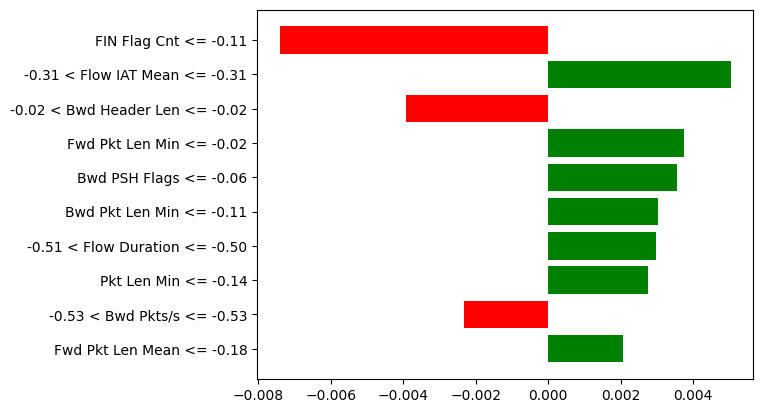 FIN Flag Cnt <= -0.11
-0.31 < Flow IAT Mean <= -0.31
-0.02 < Bwd Header Len <= -0.02
Fwd Pkt Len Min <= -0.02
Bwd PSH Flags <= -0.06
Bwd Pkt Len Min <= -0.11
-0.51 < Flow Duration <= -0.50
Pkt Len Min <= -0.14
-0.53 < Bwd Pkts/s <= -0.53
Fwd Pkt Len Mean <= -0.18
−0.008 −0.006 −0.004 −0.002 0.000 0.002 0.004